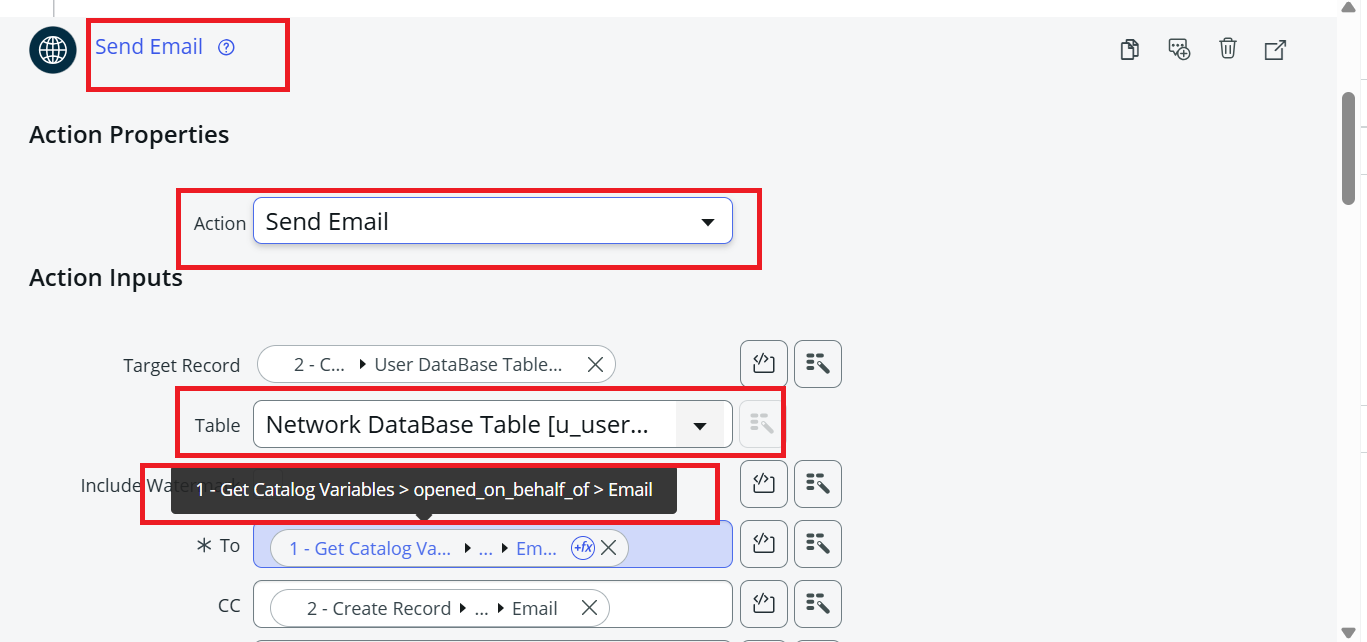 Send Email ?
Action Properties
Action Send Email
Action Inputs
Target Record 2 - C... User DataBase Table...
Table Network DataBase Table [u_user...
Include
1 - Get Catalog Variables > opened_on_behalf_of > Email
* To 1 - Get Catalog Va... ... Em... +fx
CC 2 - Create Record ... Email